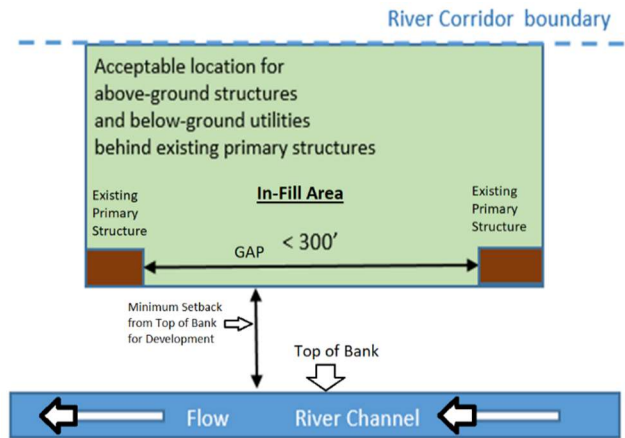 River Corridor boundary
Acceptable location for
above-ground structures
and below-ground utilities
behind existing primary structures
Existing
Primary
Structure
In-Fill Area
Existing
Primary
Structure
GAP < 300'
Minimum Setback
from Top of Bank
for Development
Top of Bank
Flow
River Channel